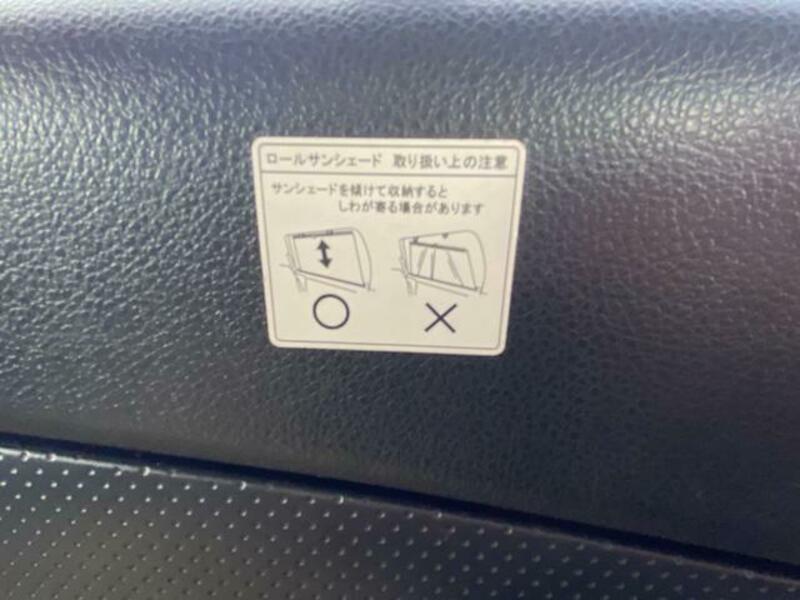 ロールサンシェード 取り扱い上の注意
サンシェードを傾けて収納すると
しわが寄る場合があります